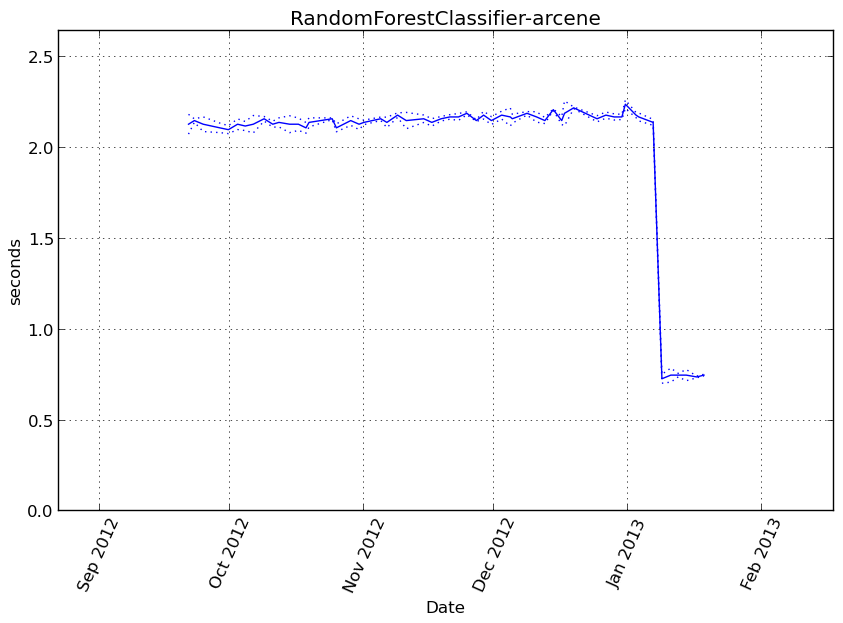 RandomForestClassifier-arcene
2.5
2.0
1.5
1.0
0.5
0.0
seconds
Sep 2012
Oct 2012
Nov 2012
Dec 2012
Jan 2013
Feb 2013
Date